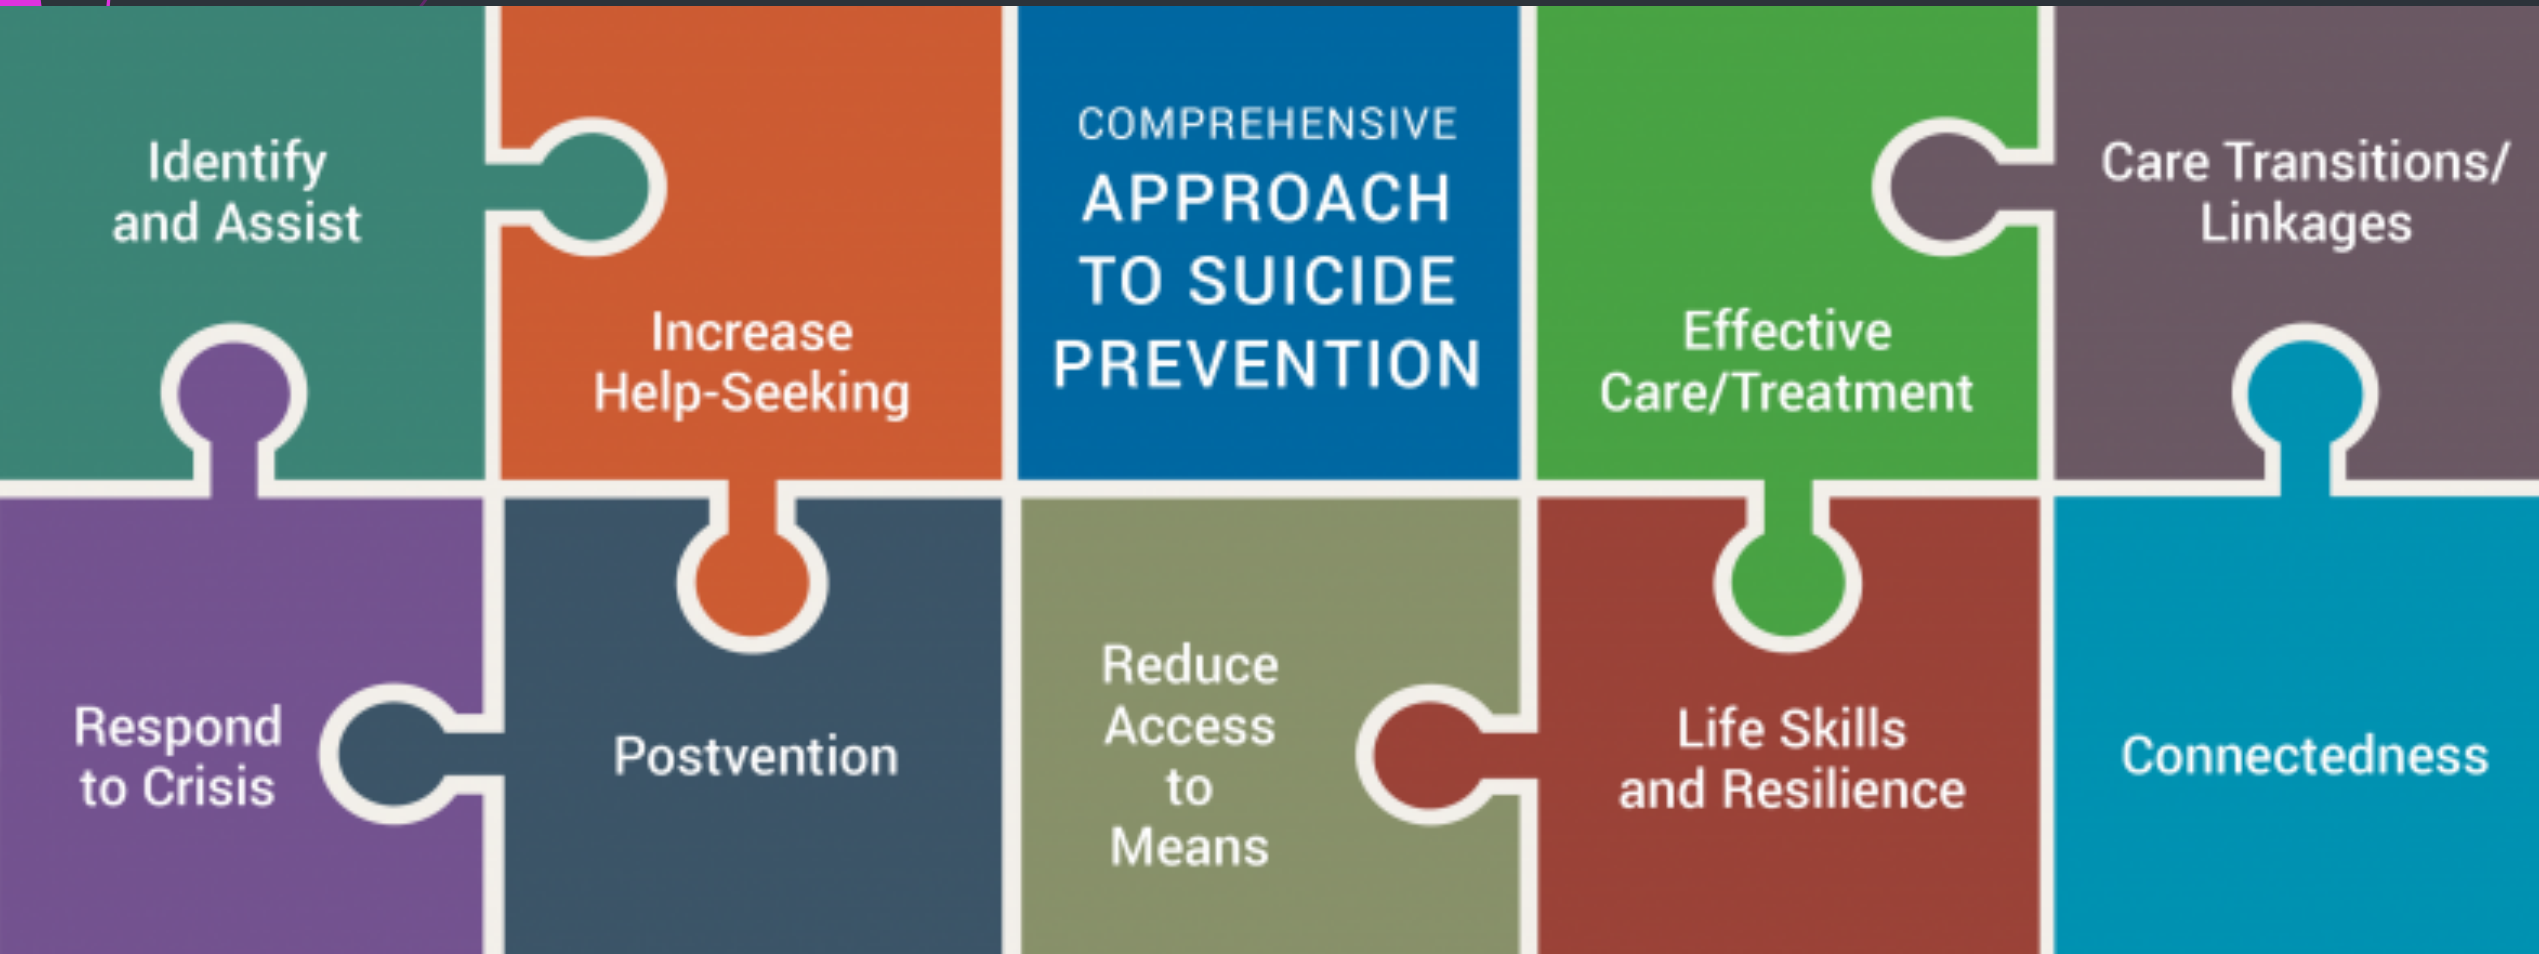 Identify
and Assist
Increase
Help-Seeking
COMPREHENSIVE
APPROACH
TO SUICIDE
PREVENTION
Effective
Care/Treatment
Care Transitions/
Linkages
Respond
to Crisis
Postvention
Reduce
Access
to
Means
Life Skills
and Resilience
Connectedness